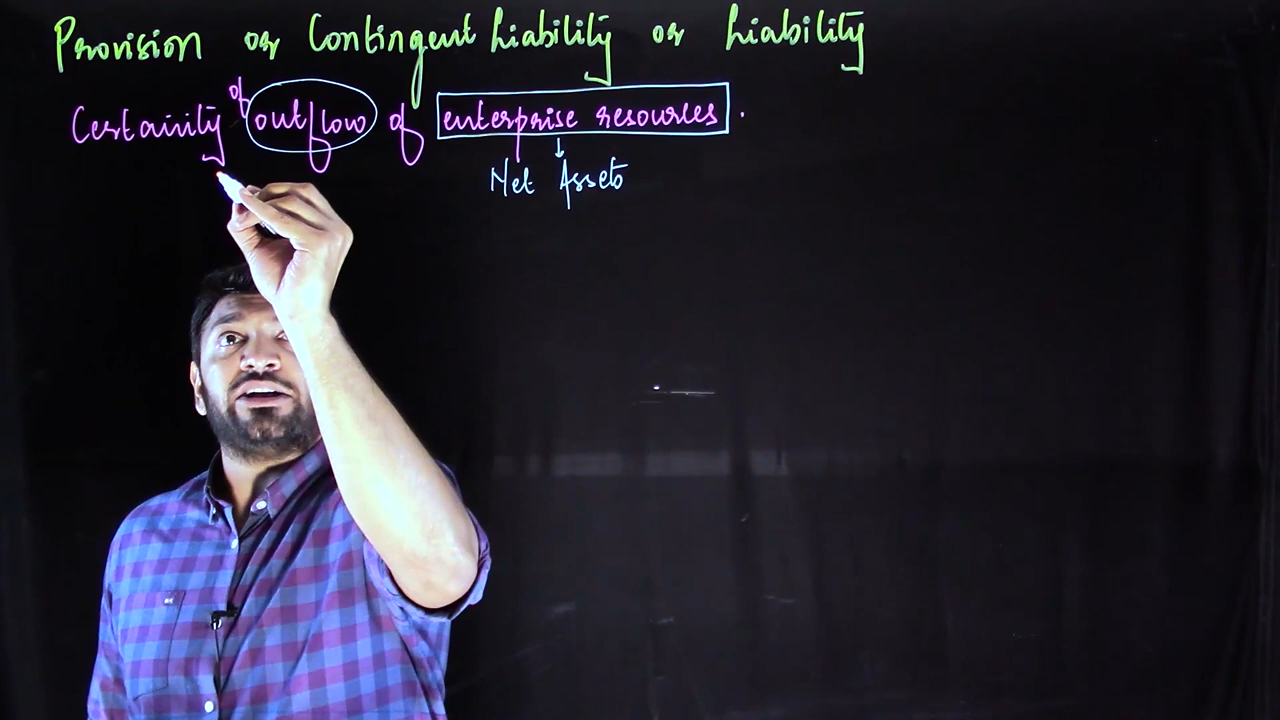 Provision or Contingent Liability or Liability
Certainity of outflow of enterprise resources.
↓
Net Assets